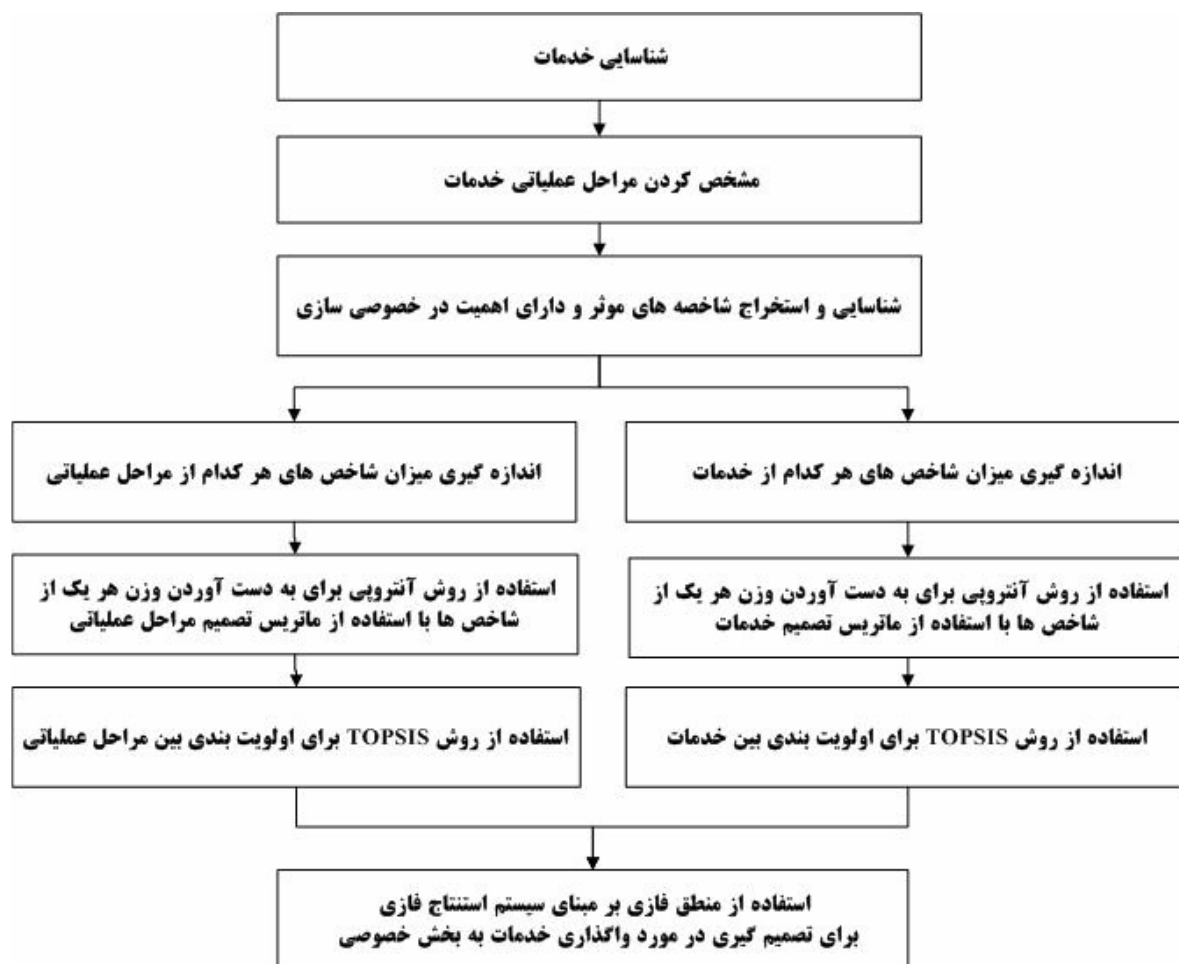 شناسایی خدمات
مشخص کردن مراحل عملیاتی خدمات
شناسایی و استخراج شاخصه های موثر و دارای اهمیت در خصوصی سازی
اندازه گیری میزان شاخص های هر کدام از خدمات
اندازه گیری میزان شاخص های هر کدام از مراحل عملیاتی
استفاده از روش آنتروپی برای به دست آوردن وزن هر یک از
شاخص ها با استفاده از ماتریس تصمیم خدمات
استفاده از روش آنتروپی برای به دست آوردن وزن هر یک از
شاخص ها با استفاده از ماتریس تصمیم مراحل عملیاتی
استفاده از روش TOPSIS برای اولویت بندی بین خدمات
استفاده از روش TOPSIS برای اولویت بندی بین مراحل عملیاتی
استفاده از منطق فازی بر مبنای سیستم استنتاج فازی
برای تصمیم گیری در مورد واگذاری خدمات به بخش خصوصی